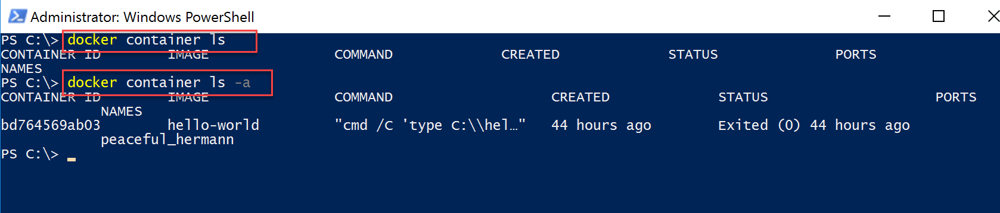 Administrator: Windows PowerShell
PS C:\> docker container ls
CONTAINER ID IMAGE COMMAND CREATED STATUS PORTS
NAMES
PS C:\> docker container ls -a
CONTAINER ID IMAGE COMMAND CREATED STATUS PORTS
NAMES
bd764569ab03 hello-world "cmd /C 'type C:\\hel…" 44 hours ago Exited (0) 44 hours ago
peaceful_hermann
PS C:\>